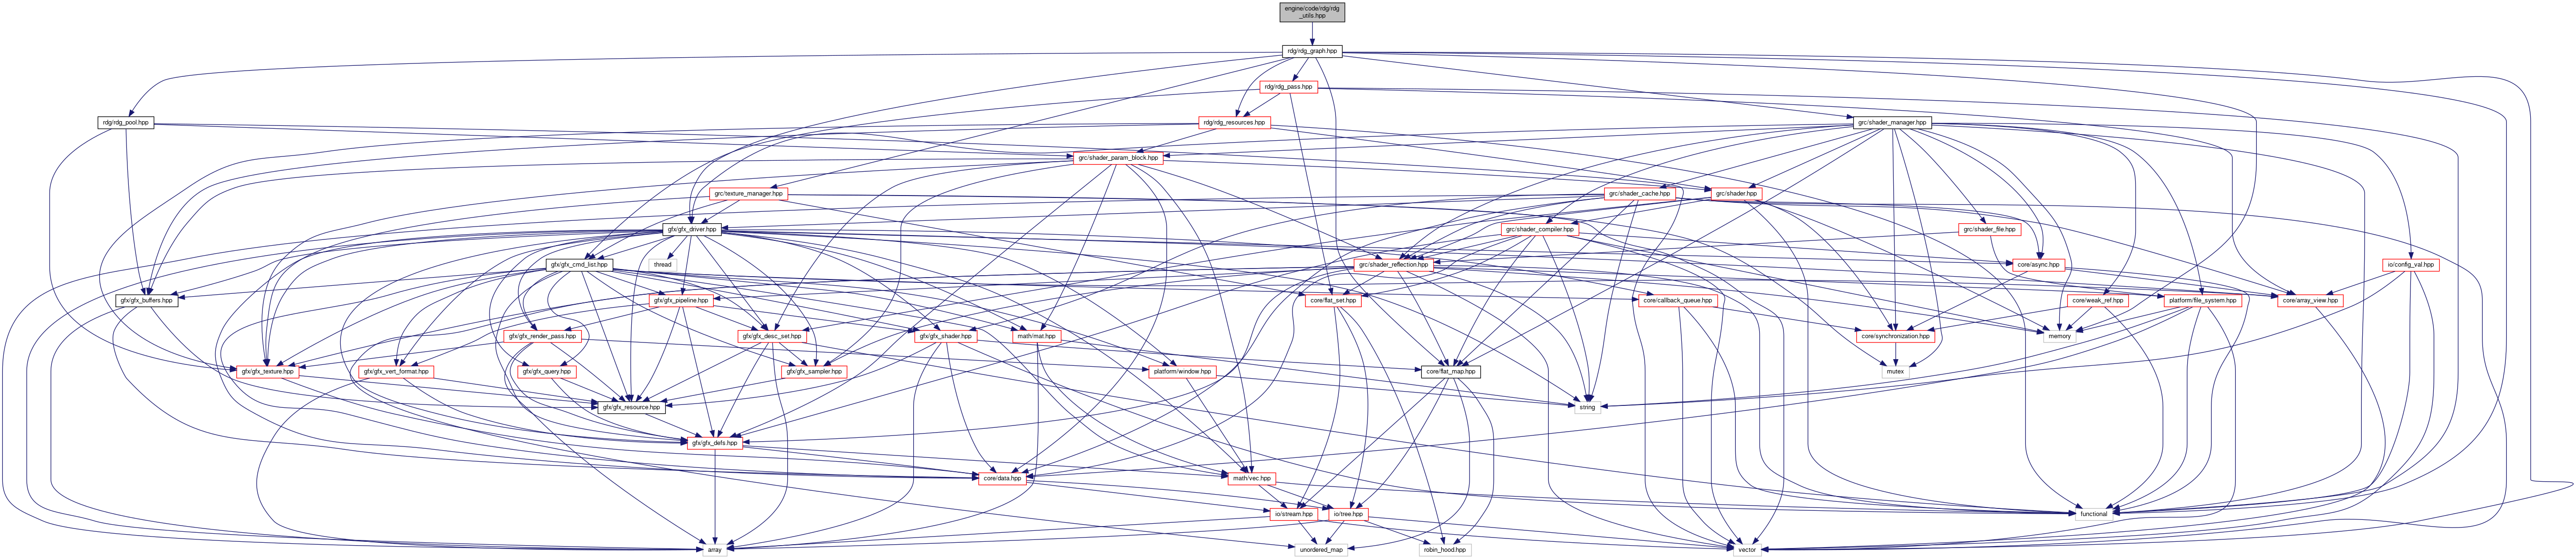 engine/code/rdg/rdg
_utils.hpp
rdg/rdg_graph.hpp
rdg/rdg_pass.hpp
rdg/rdg_pool.hpp
rdg/rdg_resources.hpp
grc/shader_manager.hpp
grc/shader_param_block.hpp
grc/texture_manager.hpp
grc/shader_cache.hpp
grc/shader.hpp
gfx/gfx_driver.hpp
grc/shader_compiler.hpp
grc/shader_file.hpp
thread
gfx/gfx_cmd_list.hpp
grc/shader_reflection.hpp
core/async.hpp
io/config_val.hpp
gfx/gfx_buffers.hpp
gfx/gfx_pipeline.hpp
core/flat_set.hpp
core/callback_queue.hpp
core/weak_ref.hpp
platform/file_system.hpp
core/array_view.hpp
gfx/gfx_render_pass.hpp
gfx/gfx_desc_set.hpp
gfx/gfx_shader.hpp
math/mat.hpp
core/synchronization.hpp
memory
gfx/gfx_texture.hpp
gfx/gfx_vert_format.hpp
gfx/gfx_query.hpp
gfx/gfx_sampler.hpp
platform/window.hpp
core/flat_map.hpp
mutex
gfx/gfx_resource.hpp
string
gfx/gfx_defs.hpp
core/data.hpp
math/vec.hpp
io/stream.hpp
io/tree.hpp
functional
array
unordered_map
robin_hood.hpp
vector